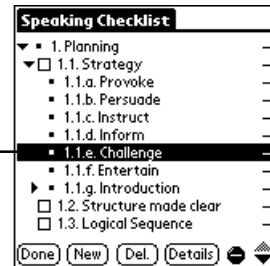 Speaking Checklist
1. Planning
1.1. Strategy
1.1.a. Provoke
1.1.b. Persuade
1.1.c. Instruct
1.1.d. Inform
1.1.e. Challenge
1.1.f. Entertain
1.1.g. Introduction
1.2. Structure made clear
1.3. Logical Sequence
Done New Del. Details